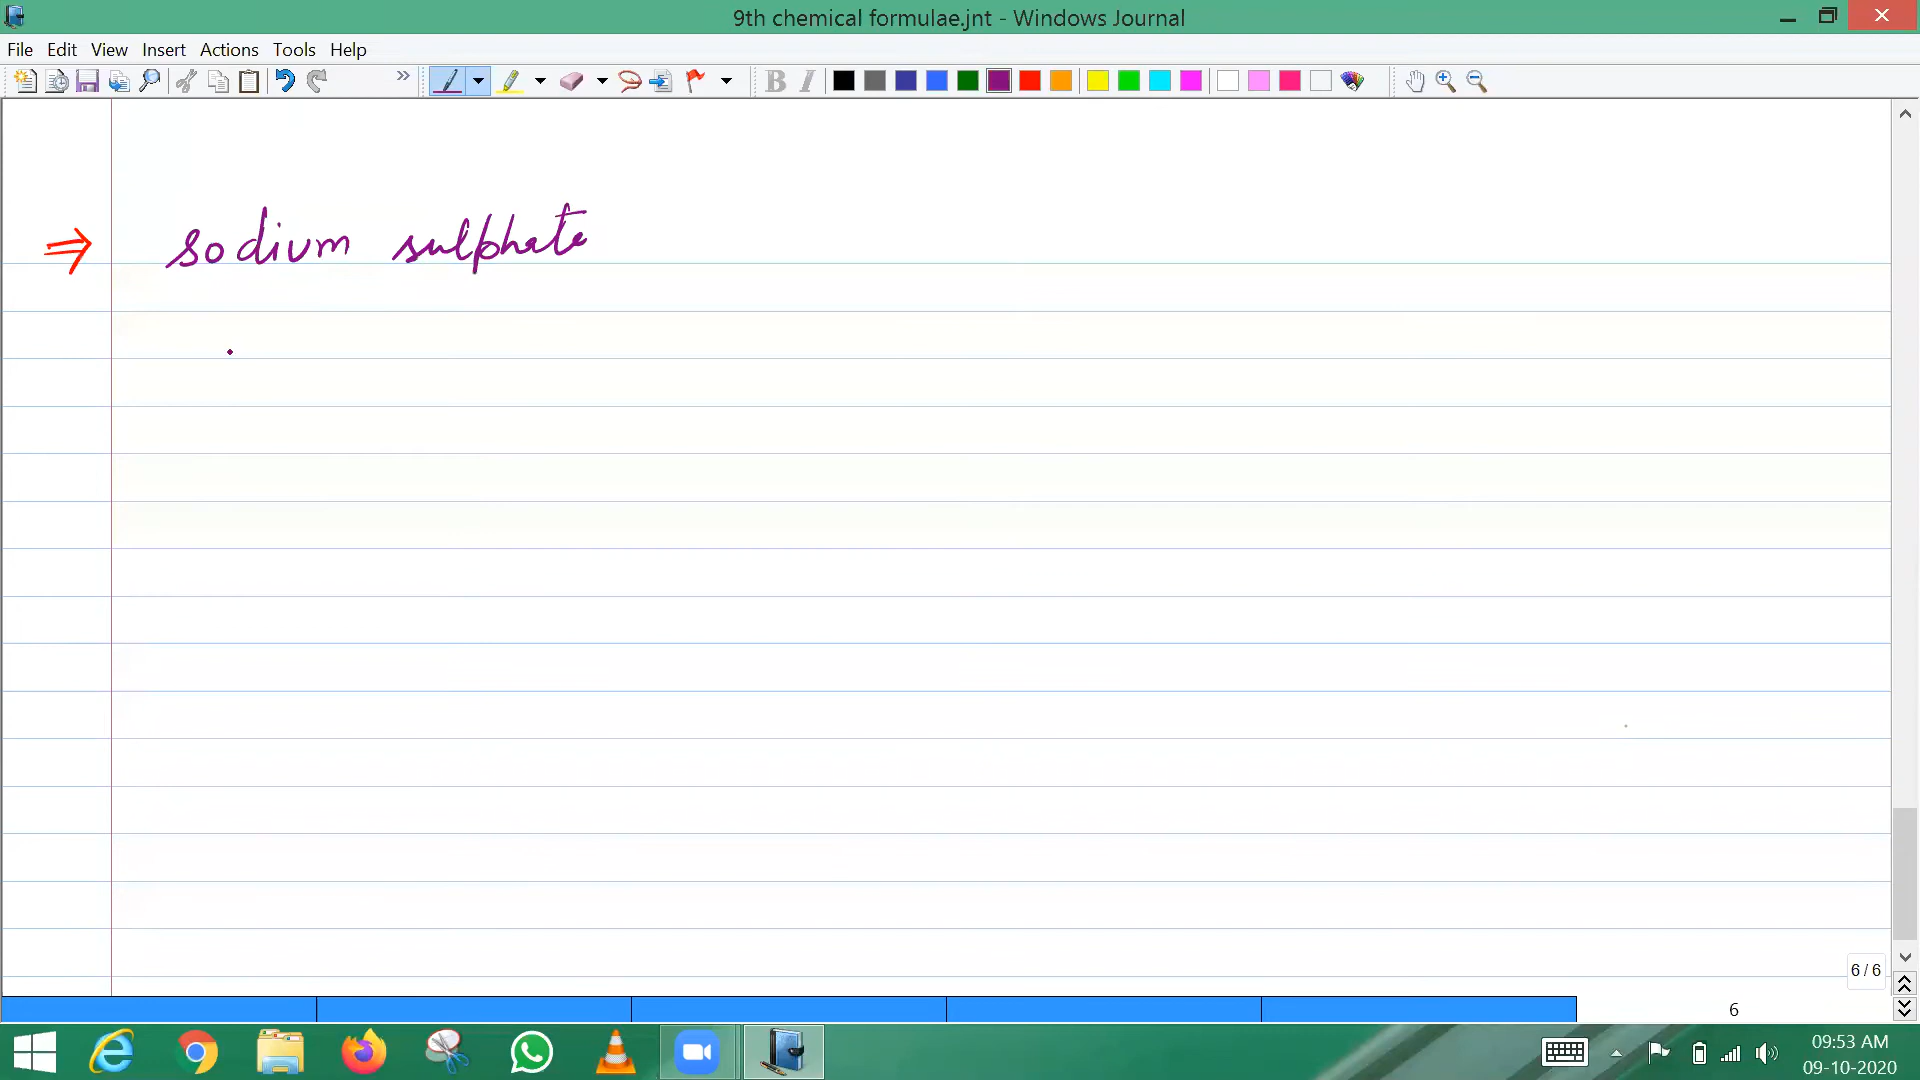 9th chemical formulae.jnt - Windows Journal
File Edit View Insert Actions Tools Help
⇒ sodium sulphate
6 / 6
6
09:53 AM
09-10-2020